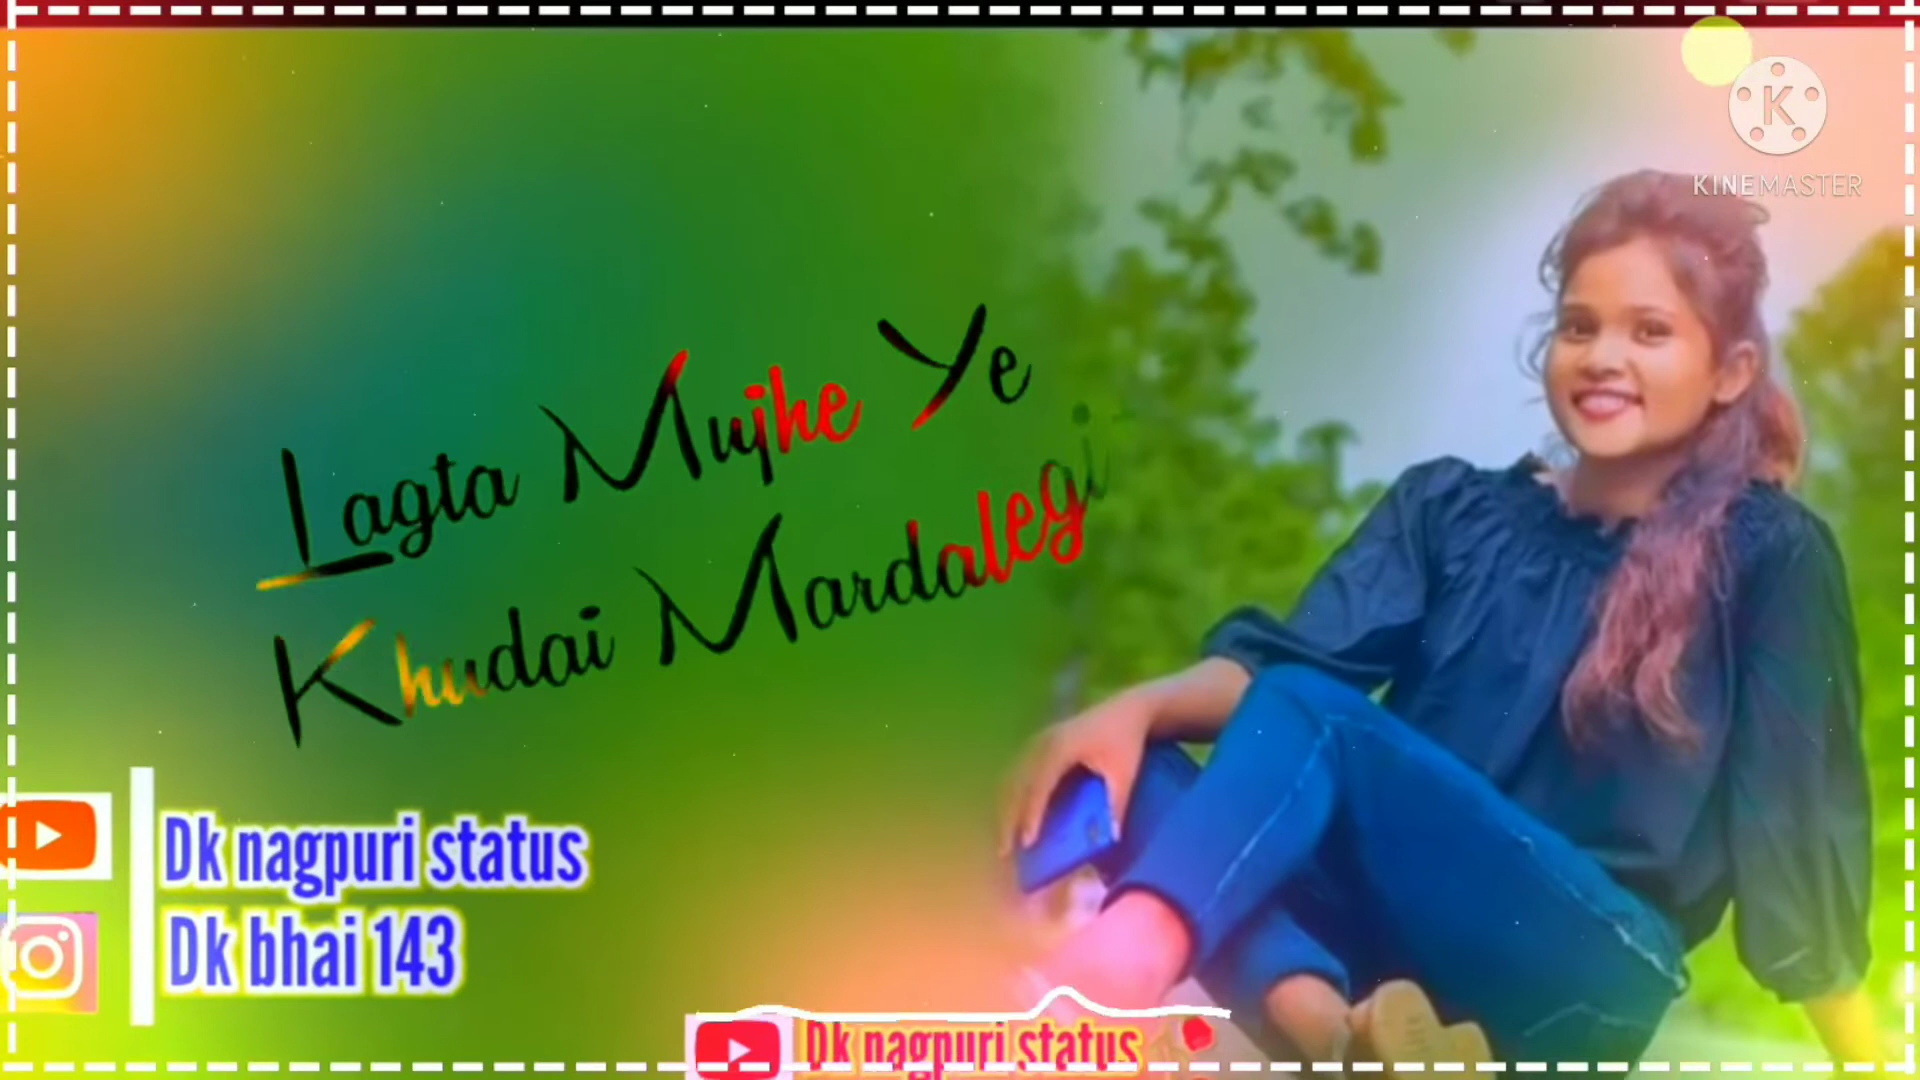 KINEMASTER
Lagta Mujhe Ye
Khudai Mardalegi
Dk nagpuri status
Dk bhai 143
Dk nagpuri status